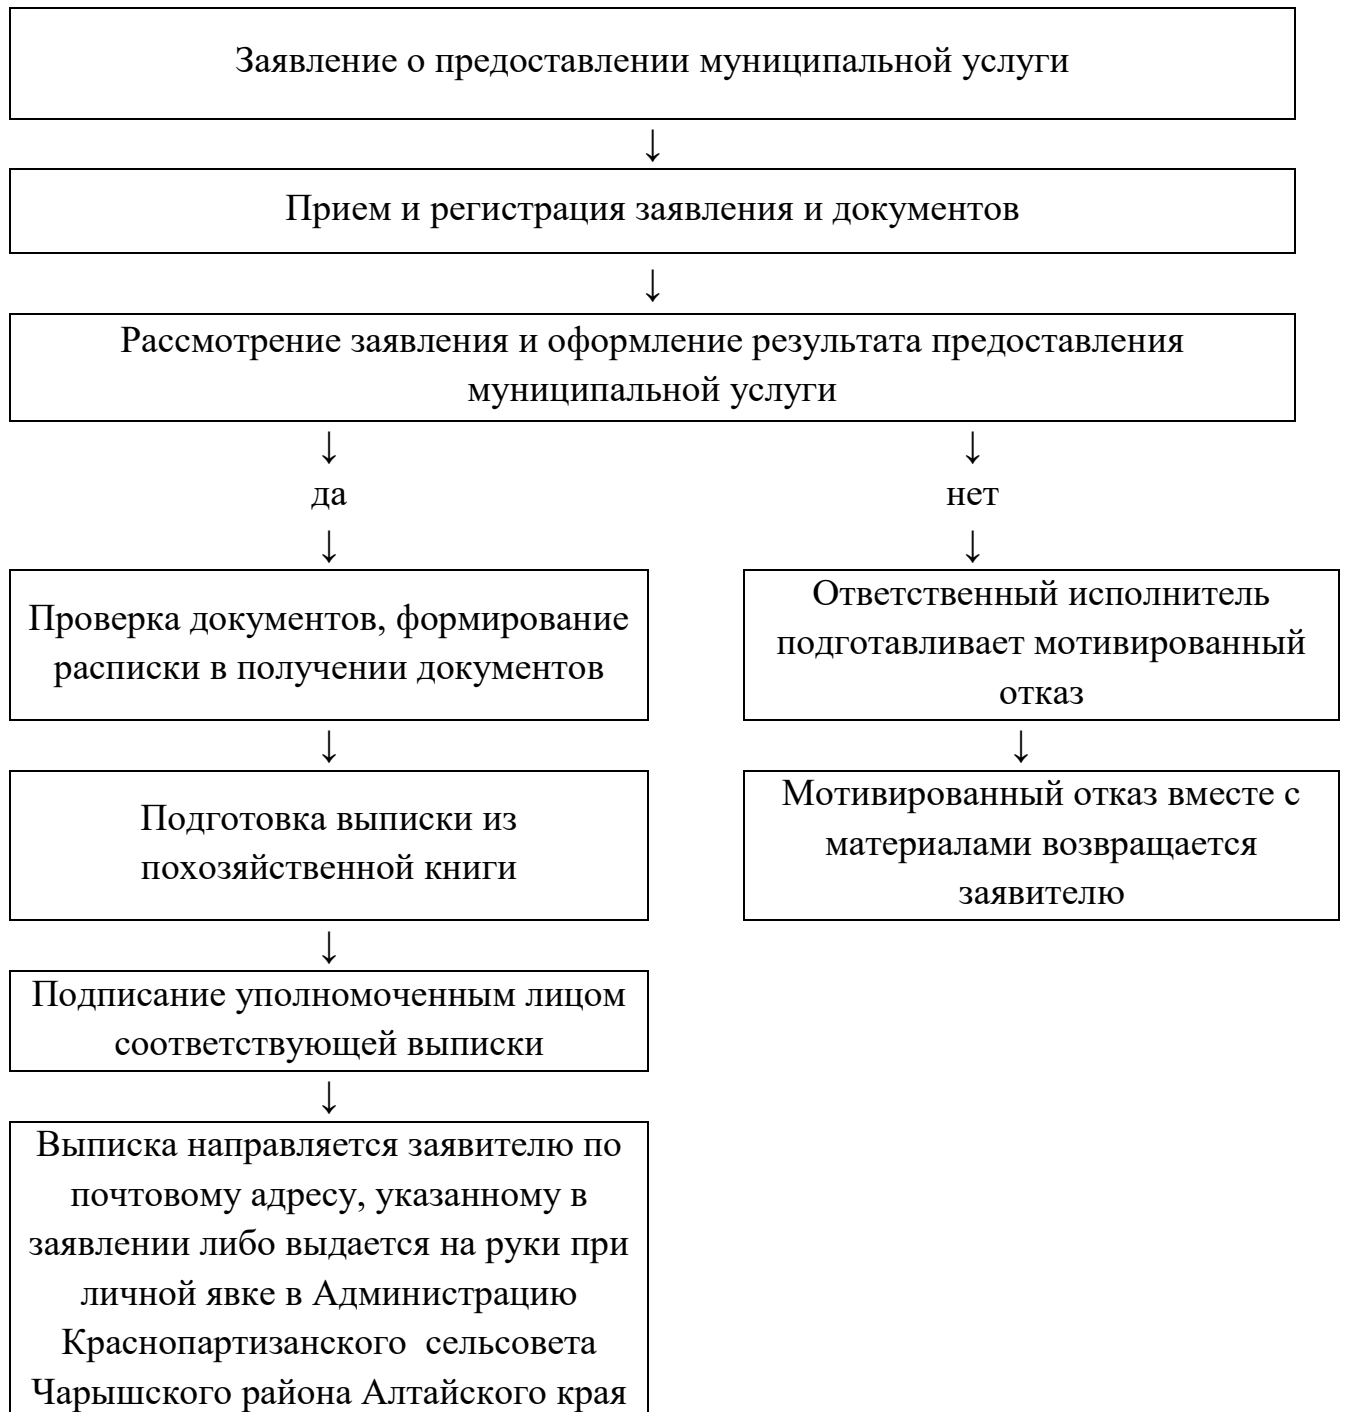 Заявление о предоставлении муниципальной услуги
↓
Прием и регистрация заявления и документов
↓
Рассмотрение заявления и оформление результата предоставления
муниципальной услуги
↓
да
↓
Проверка документов, формирование
расписки в получении документов
↓
Подготовка выписки из
похозяйственной книги
↓
Подписание уполномоченным лицом
соответствующей выписки
↓
Выписка направляется заявителю по
почтовому адресу, указанному в
заявлении либо выдается на руки при
личной явке в Администрацию
Краснопартизанского сельсовета
Чарышского района Алтайского края
↓
нет
↓
Ответственный исполнитель
подготавливает мотивированный
отказ
↓
Мотивированный отказ вместе с
материалами возвращается
заявителю